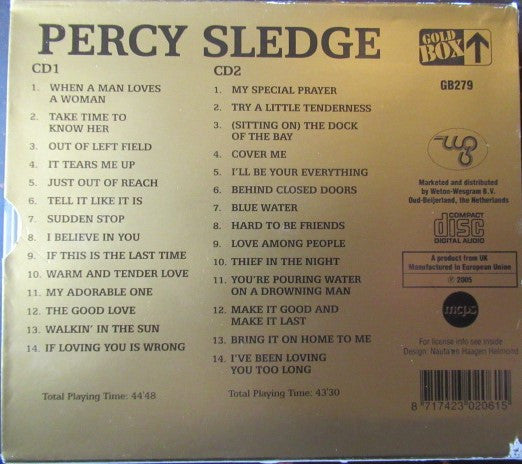 PERCY SLEDGE
CD1
1. WHEN A MAN LOVES
A WOMAN
2. TAKE TIME TO
KNOW HER
3. OUT OF LEFT FIELD
4. IT TEARS ME UP
5. JUST OUT OF REACH
6. TELL IT LIKE IT IS
7. SUDDEN STOP
8. I BELIEVE IN YOU
9. IF THIS IS THE LAST TIME
10. WARM AND TENDER LOVE
11. MY ADORABLE ONE
12. THE GOOD LOVE
13. WALKIN' IN THE SUN
14. IF LOVING YOU IS WRONG
Total Playing Time: 44'48
CD2
1. MY SPECIAL PRAYER
2. TRY A LITTLE TENDERNESS
3. (SITTING ON) THE DOCK
OF THE BAY
4. COVER ME
5. I'LL BE YOUR EVERYTHING
6. BEHIND CLOSED DOORS
7. BLUE WATER
8. HARD TO BE FRIENDS
9. LOVE AMONG PEOPLE
10. THIEF IN THE NIGHT
11. YOU'RE POURING WATER
ON A DROWNING MAN
12. MAKE IT GOOD AND
MAKE IT LAST
13. BRING IT ON HOME TO ME
14. I'VE BEEN LOVING
YOU TOO LONG
Total Playing Time: 43'30
GOLD
BOX
GB279
Marketed and distributed
by Weton-Wesgram B.V.
Oud-Beijerland, the Netherlands
COMPACT
disc
DIGITAL AUDIO
A product from UK
Manufactured in European Union
℗ 2005
mcps
For license info see inside
Design: Nauta en Haagen Helmond
8 717423 020615